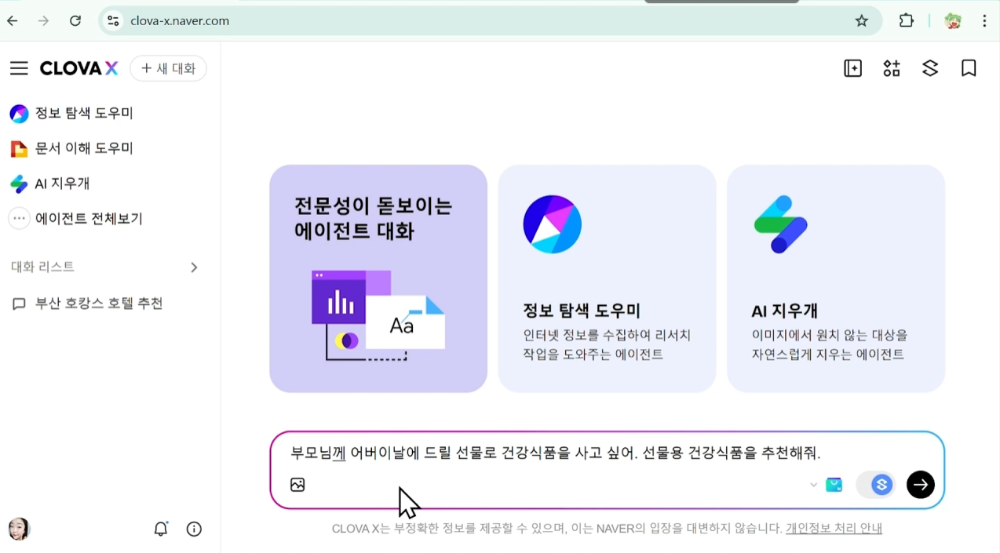 clova-x.naver.com
CLOVA X
+ 새 대화
정보 탐색 도우미
문서 이해 도우미
AI 지우개
에이전트 전체보기
대화 리스트
부산 호캉스 호텔 추천
전문성이 돋보이는
에이전트 대화
Aa
정보 탐색 도우미
인터넷 정보를 수집하여 리서치
작업을 도와주는 에이전트
AI 지우개
이미지에서 원치 않는 대상을
자연스럽게 지우는 에이전트
부모님께 어버이날에 드릴 선물로 건강식품을 사고 싶어. 선물용 건강식품을 추천해줘.
CLOVA X는 부정확한 정보를 제공할 수 있으며, 이는 NAVER의 입장을 대변하지 않습니다. 개인정보 처리 안내